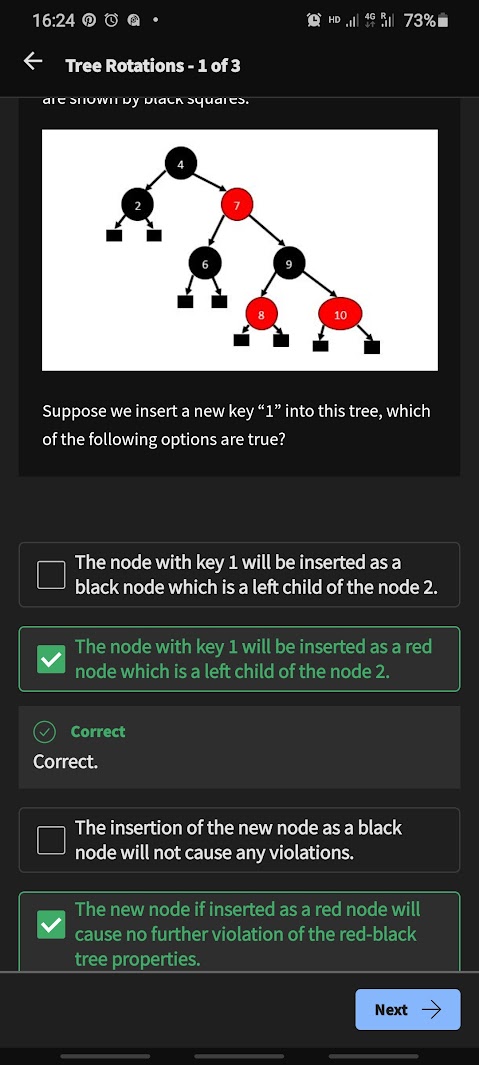 16:24
HD 4G R 73%
Tree Rotations - 1 of 3
are shown by black squares.
4
2
7
6
9
8
10
Suppose we insert a new key “1” into this tree, which
of the following options are true?
The node with key 1 will be inserted as a
black node which is a left child of the node 2.
The node with key 1 will be inserted as a red
node which is a left child of the node 2.
Correct
Correct.
The insertion of the new node as a black
node will not cause any violations.
The new node if inserted as a red node will
cause no further violation of the red-black
tree properties.
Next